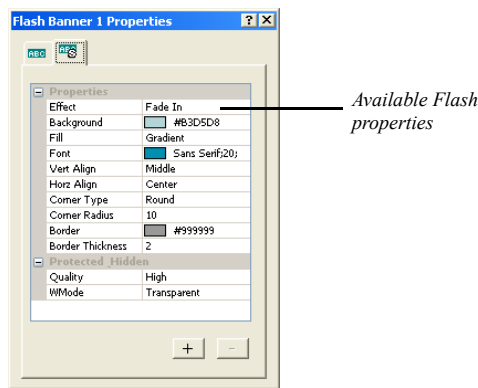 Flash Banner 1 Properties ? X
ABC ABS
Properties
Effect Fade In
Background #B3D5D8
Fill Gradient
Font Sans Serif;20;
Vert Align Middle
Horz Align Center
Corner Type Round
Corner Radius 10
Border #999999
Border Thickness 2
Protected_Hidden
Quality High
WMode Transparent
+ -
Available Flash
properties